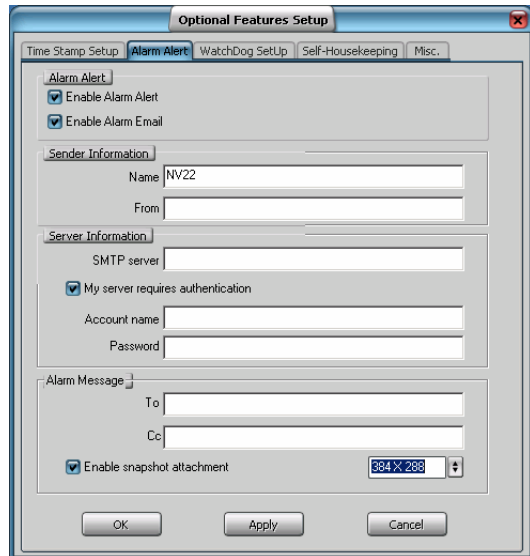 Optional Features Setup
Time Stamp Setup Alarm Alert WatchDog SetUp Self-Housekeeping Misc.
Alarm Alert
Enable Alarm Alert
Enable Alarm Email
Sender Information
Name NV22
From
Server Information
SMTP server
My server requires authentication
Account name
Password
Alarm Message
To
Cc
Enable snapshot attachment 384 X 288
OK Apply Cancel